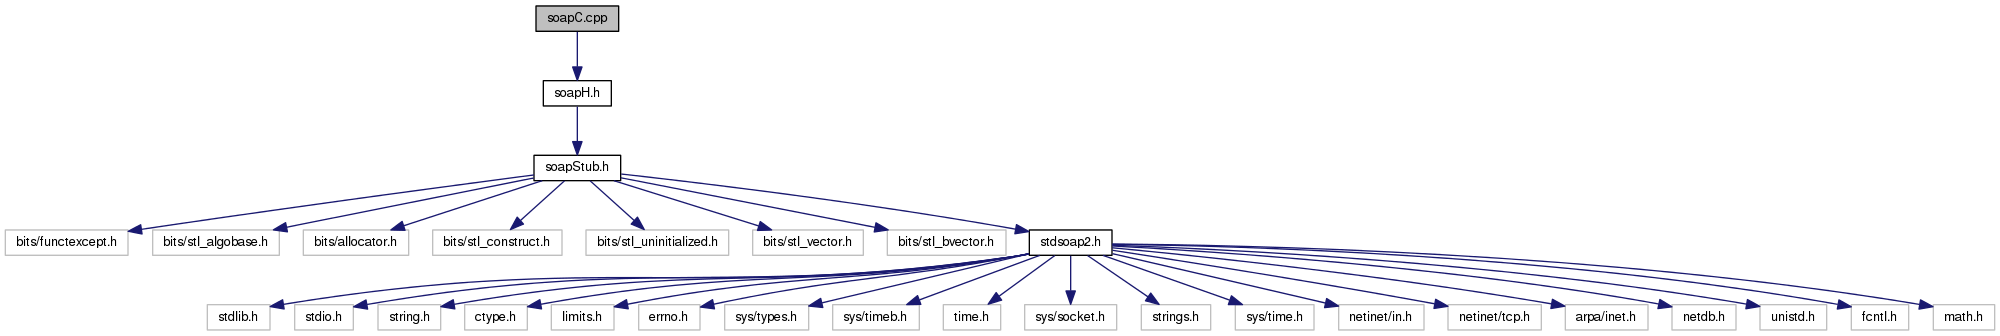 soapC.cpp
soapH.h
soapStub.h
bits/functexcept.h
bits/stl_algobase.h
bits/allocator.h
bits/stl_construct.h
bits/stl_uninitialized.h
bits/stl_vector.h
bits/stl_bvector.h
stdsoap2.h
stdlib.h
stdio.h
string.h
ctype.h
limits.h
errno.h
sys/types.h
sys/timeb.h
time.h
sys/socket.h
strings.h
sys/time.h
netinet/in.h
netinet/tcp.h
arpa/inet.h
netdb.h
unistd.h
fcntl.h
math.h